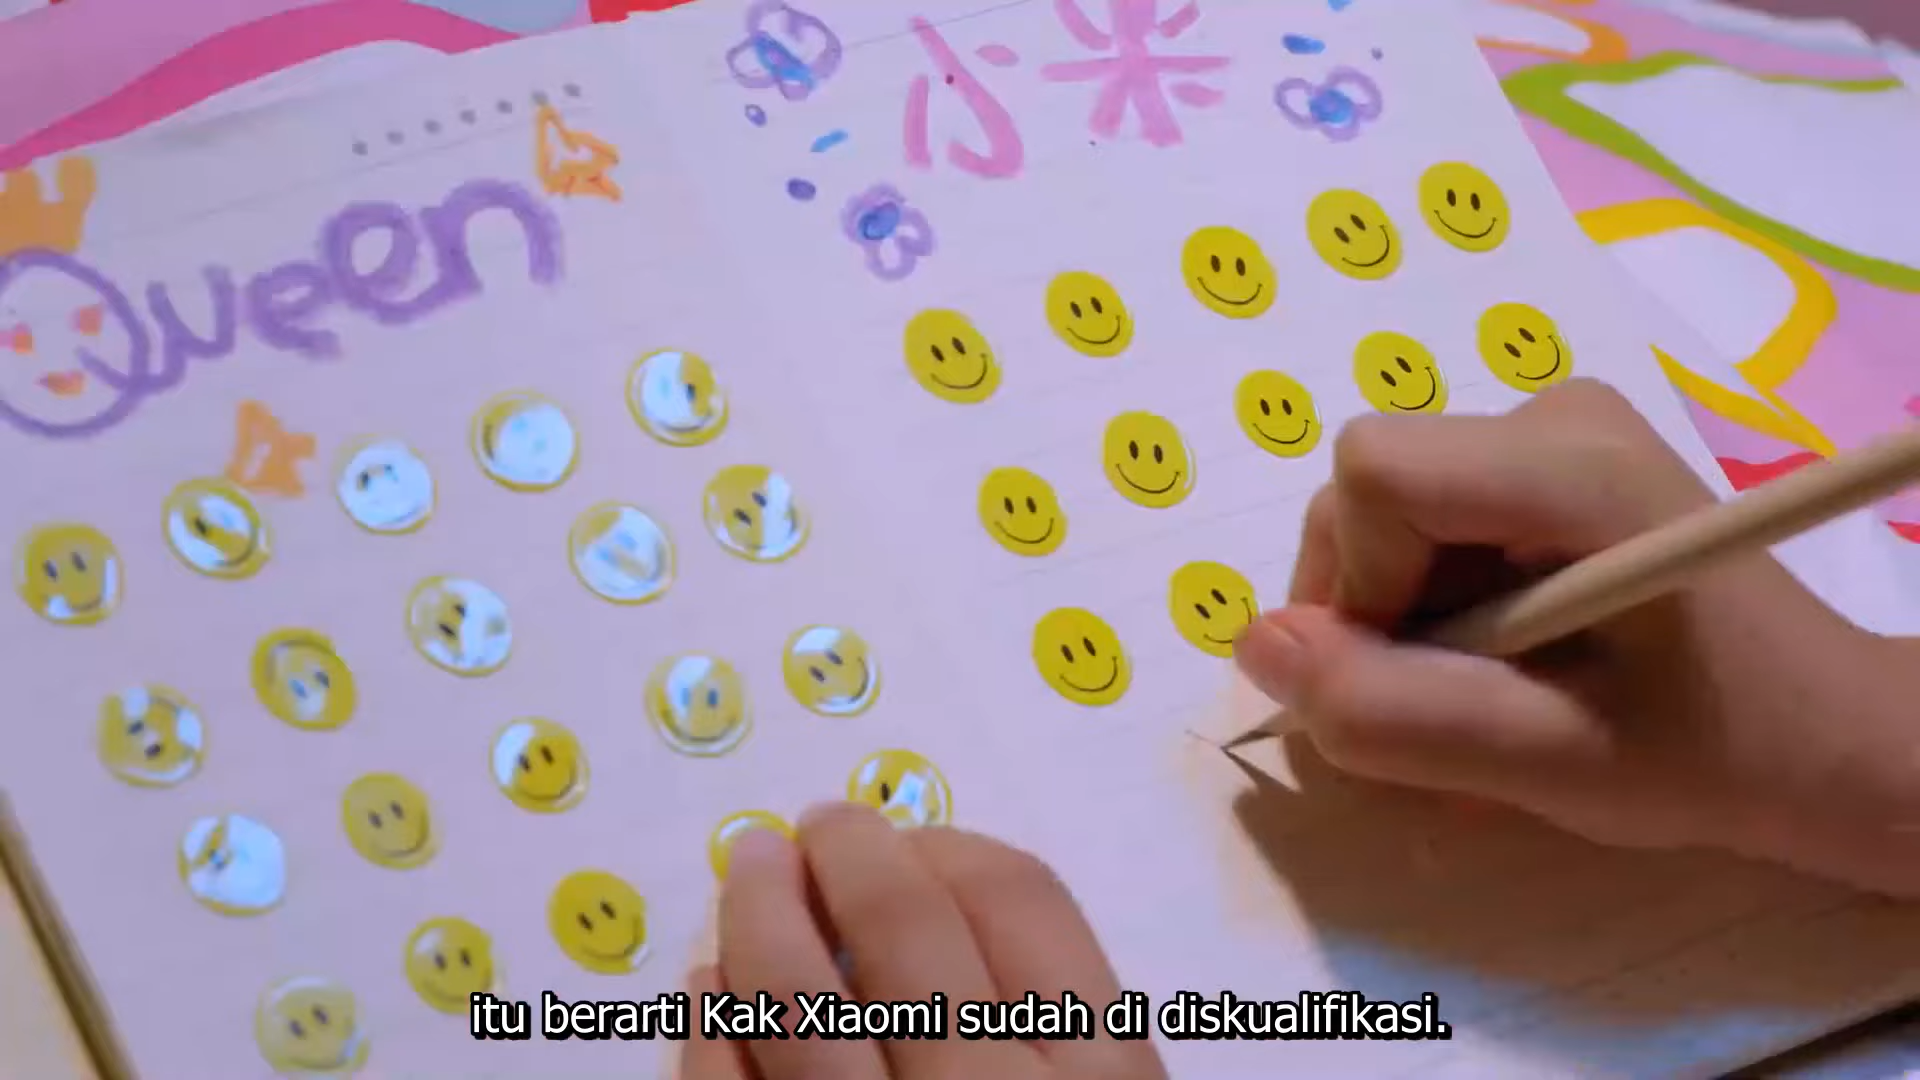 Queen
小米
itu berarti Kak Xiaomi sudah di diskualifikasi.